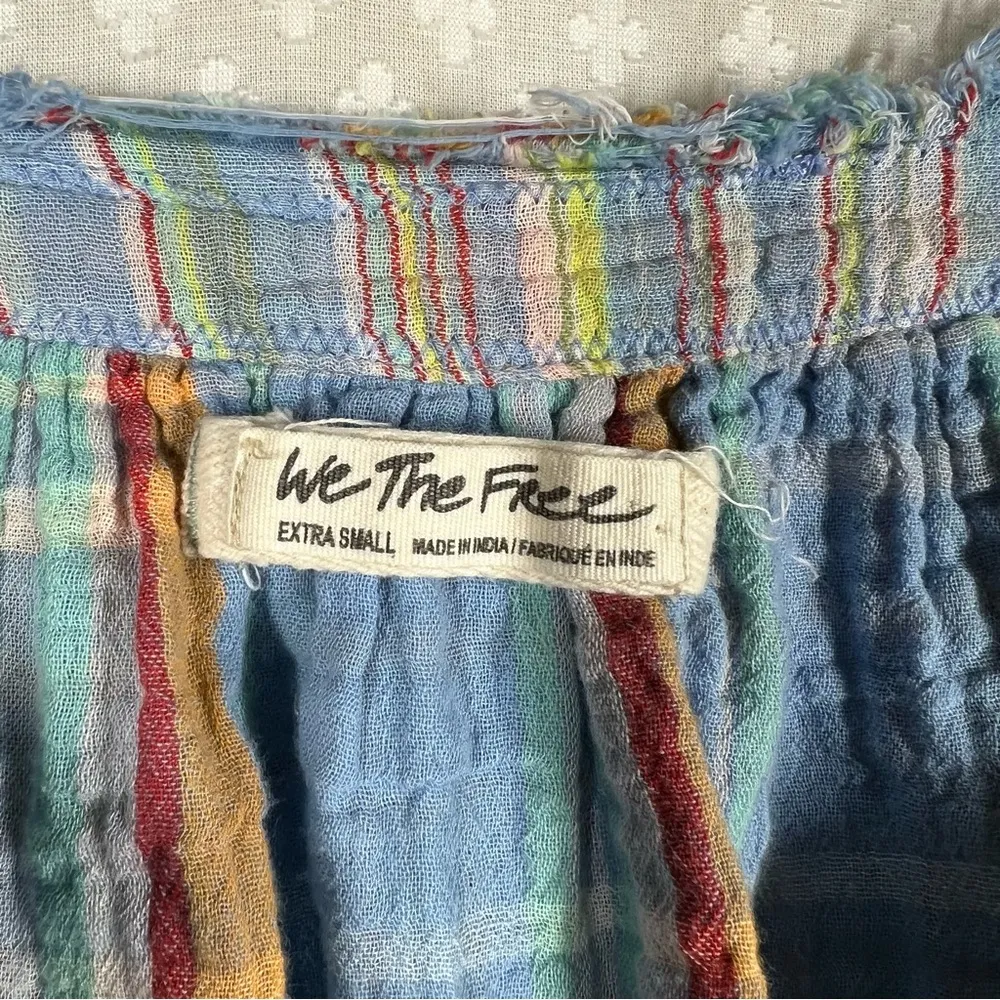 We The Free
EXTRA SMALL MADE IN INDIA / FABRIQUÉ EN INDE